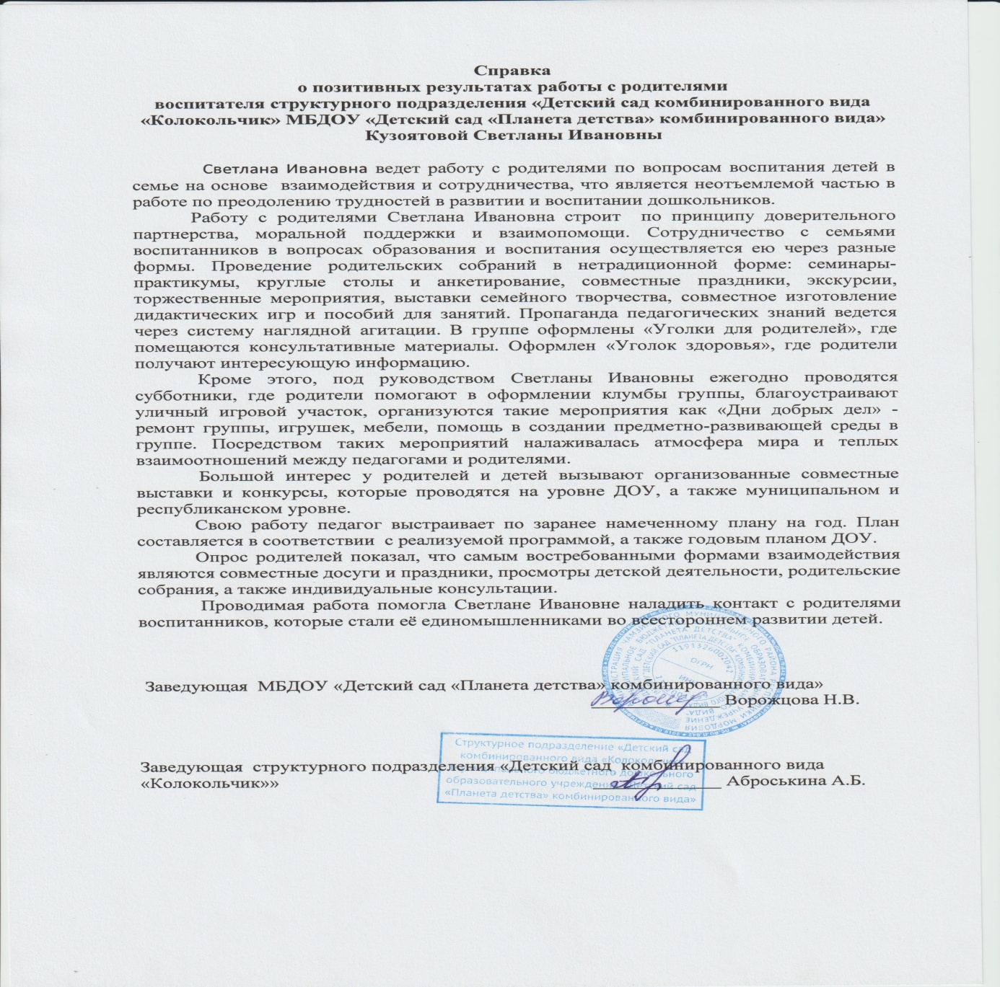 Справка
о позитивных результатах работы с родителями
воспитателя структурного подразделения «Детский сад комбинированного вида
«Колокольчик» МБДОУ «Детский сад «Планета детства» комбинированного вида»
Кузоятовой Светланы Ивановны
Светлана Ивановна ведет работу с родителями по вопросам воспитания детей в
семье на основе взаимодействия и сотрудничества, что является неотъемлемой частью в
работе по преодолению трудностей в развитии и воспитании дошкольников.
Работу с родителями Светлана Ивановна строит по принципу доверительного
партнерства, моральной поддержки и взаимопомощи. Сотрудничество с семьями
воспитанников в вопросах образования и воспитания осуществляется ею через разные
формы. Проведение родительских собраний в нетрадиционной форме: семинары-
практикумы, круглые столы и анкетирование, совместные праздники, экскурсии,
торжественные мероприятия, выставки семейного творчества, совместное изготовление
дидактических игр и пособий для занятий. Пропаганда педагогических знаний ведется
через систему наглядной агитации. В группе оформлены «Уголки для родителей», где
помещаются консультативные материалы. Оформлен «Уголок здоровья», где родители
получают интересующую информацию.
Кроме этого, под руководством Светланы Ивановны ежегодно проводятся
субботники, где родители помогают в оформлении клумбы группы, благоустраивают
уличный игровой участок, организуются такие мероприятия как «Дни добрых дел» -
ремонт группы, игрушек, мебели, помощь в создании предметно-развивающей среды в
группе. Посредством таких мероприятий налаживалась атмосфера мира и теплых
взаимоотношений между педагогами и родителями.
Большой интерес у родителей и детей вызывают организованные совместные
выставки и конкурсы, которые проводятся на уровне ДОУ, а также муниципальном и
республиканском уровне.
Свою работу педагог выстраивает по заранее намеченному плану на год. План
составляется в соответствии с реализуемой программой, а также годовым планом ДОУ.
Опрос родителей показал, что самым востребованными формами взаимодействия
являются совместные досуги и праздники, просмотры детской деятельности, родительские
собрания, а также индивидуальные консультации.
Проводимая работа помогла Светлане Ивановне наладить контакт с родителями
воспитанников, которые стали её единомышленниками во всестороннем развитии детей.
Заведующая МБДОУ «Детский сад «Планета детства» комбинированного вида»
Ворожцова Н.В.
ОГРН
1191326002042
ИНН
Заведующая структурного подразделения «Детский сад комбинированного вида
«Колокольчик»» Аброськина А.Б.
Структурное подразделение «Детский сад
комбинированного вида «Колокольчик»
бюджетного дошкольного
образовательного учреждения «Детский сад
«Планета детства» комбинированного вида»